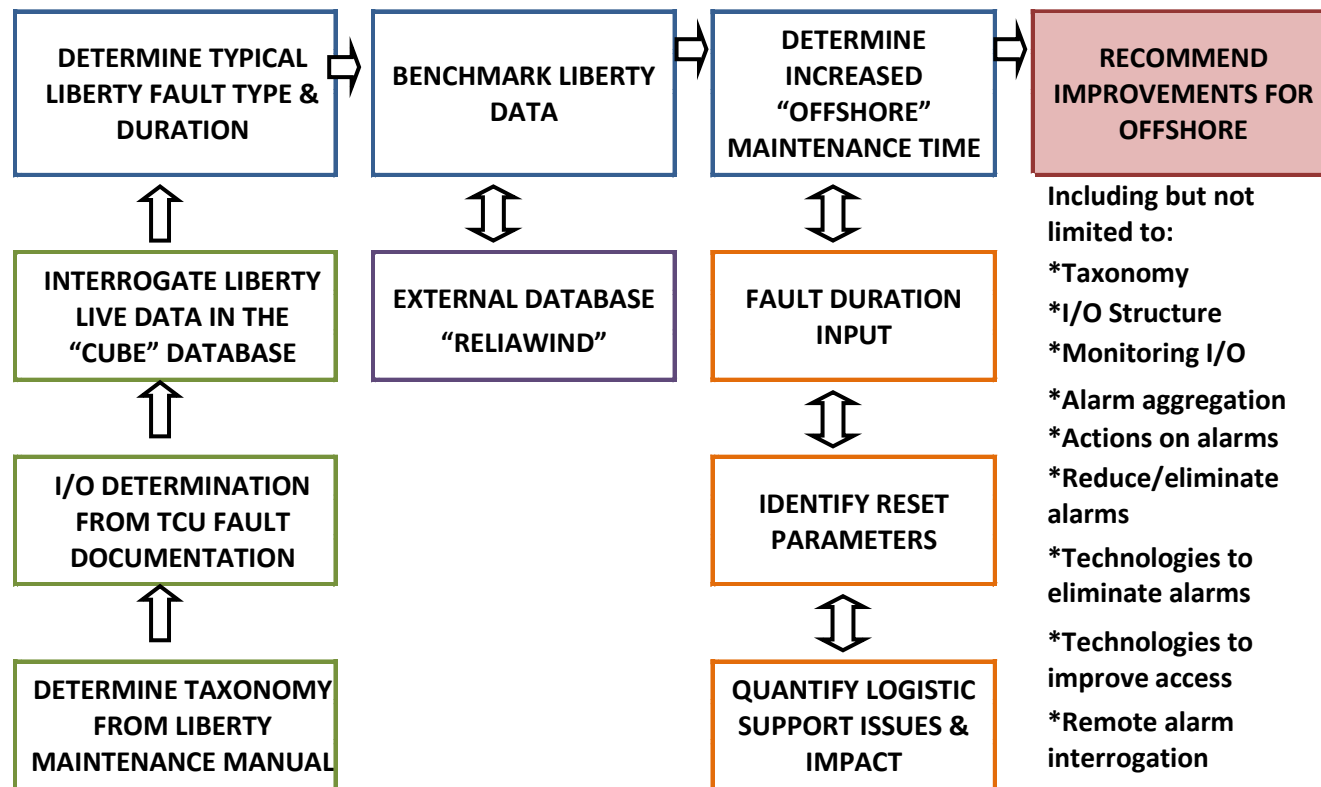 DETERMINE TYPICAL
LIBERTY FAULT TYPE &
DURATION
BENCHMARK LIBERTY
DATA
DETERMINE
INCREASED
“OFFSHORE”
MAINTENANCE TIME
RECOMMEND
IMPROVEMENTS FOR
OFFSHORE
INTERROGATE LIBERTY
LIVE DATA IN THE
“CUBE” DATABASE
EXTERNAL DATABASE
“RELIAWIND”
FAULT DURATION
INPUT
I/O DETERMINATION
FROM TCU FAULT
DOCUMENTATION
IDENTIFY RESET
PARAMETERS
DETERMINE TAXONOMY
FROM LIBERTY
MAINTENANCE MANUAL
QUANTIFY LOGISTIC
SUPPORT ISSUES &
IMPACT
Including but not
limited to:
*Taxonomy
*I/O Structure
*Monitoring I/O
*Alarm aggregation
*Actions on alarms
*Reduce/eliminate
alarms
*Technologies to
eliminate alarms
*Technologies to
improve access
*Remote alarm
interrogation